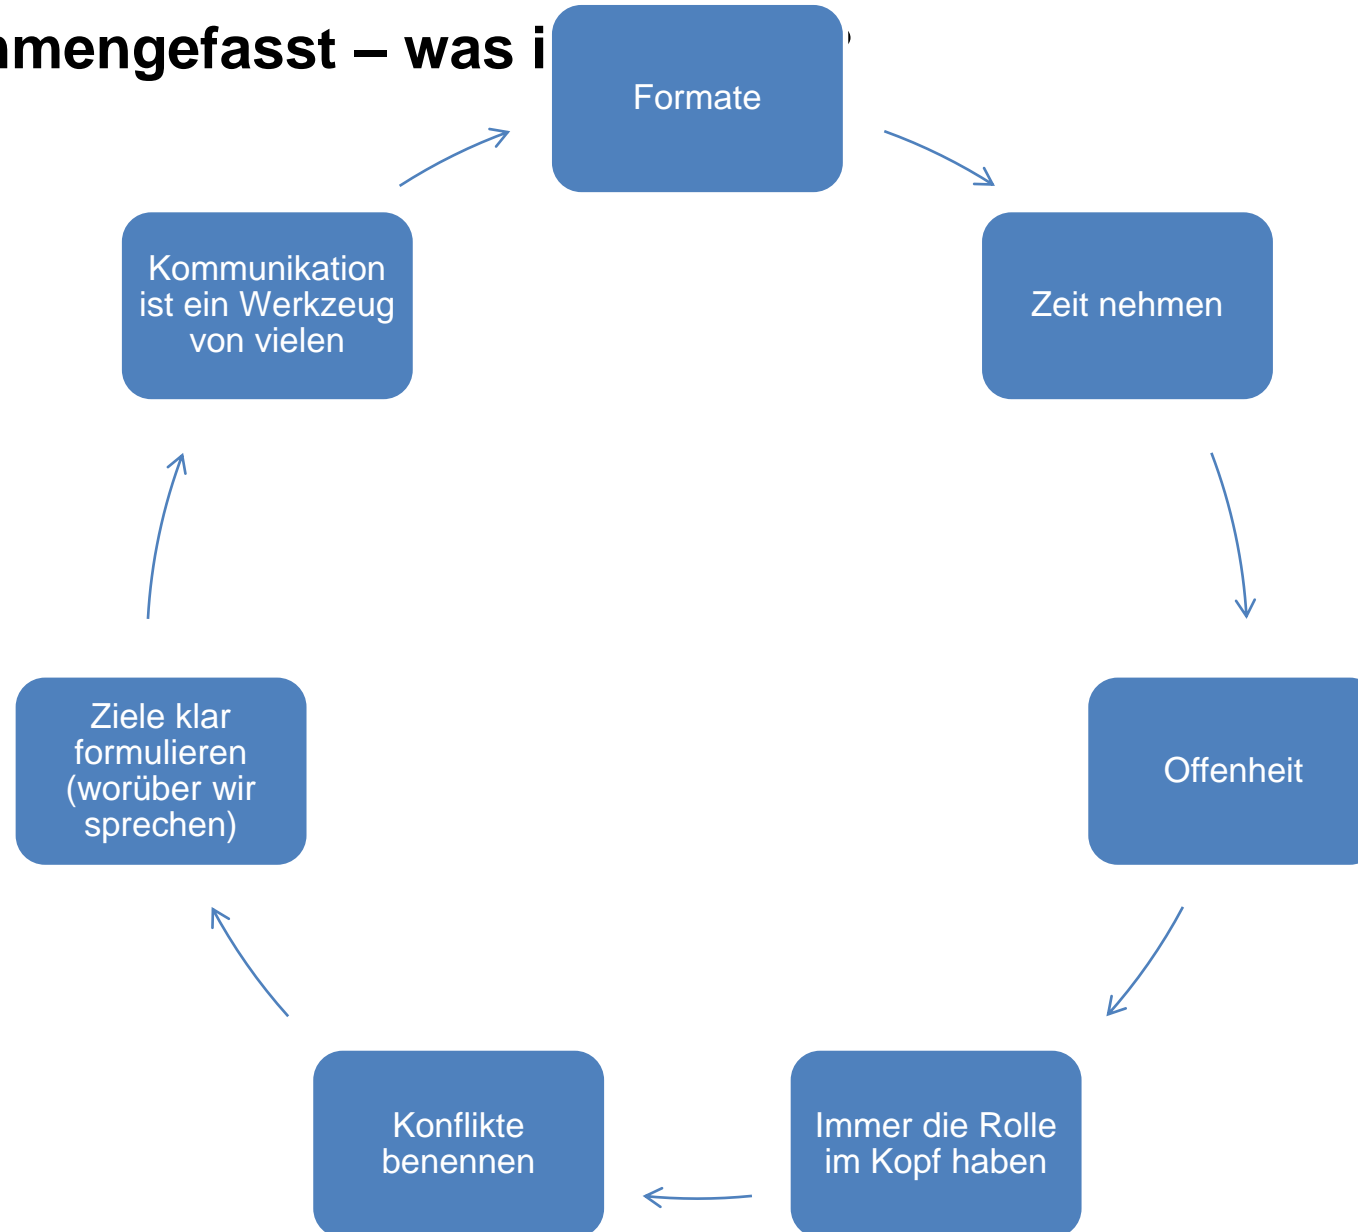 mmengefasst – was i
Formate
Zeit nehmen
Offenheit
Immer die Rolle
im Kopf haben
Konflikte
benennen
Ziele klar
formulieren
(worüber wir
sprechen)
Kommunikation
ist ein Werkzeug
von vielen